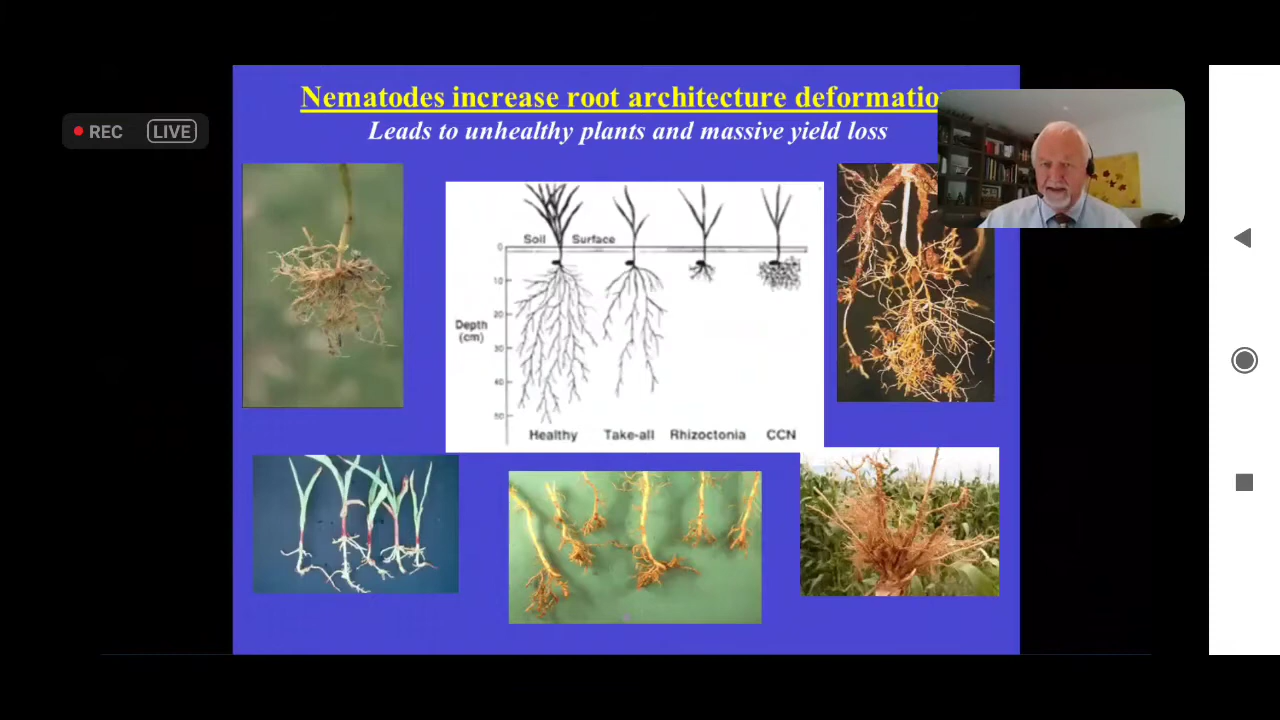 Nematodes increase root architecture deformatio
Leads to unhealthy plants and massive yield loss
REC LIVE
Soil Surface
0
10
20
Depth
(cm)
30
40
50
Healthy Take-all Rhizoctonia CCN